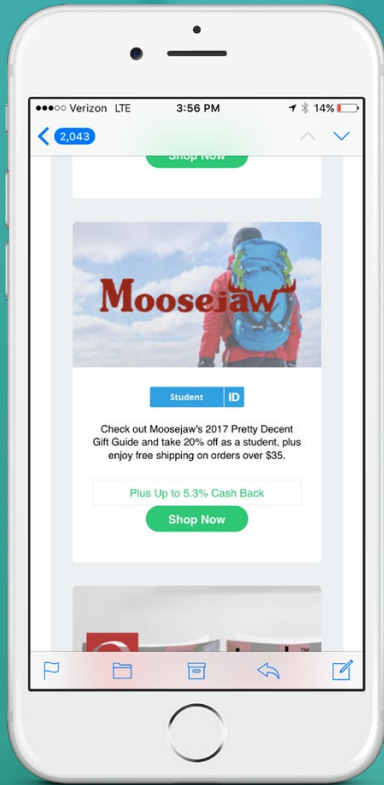 Verizon LTE 3:56 PM 14%
2,043
Shop Now
Moosejaw
Student ID
Check out Moosejaw's 2017 Pretty Decent
Gift Guide and take 20% off as a student, plus
enjoy free shipping on orders over $35.
Plus Up to 5.3% Cash Back
Shop Now